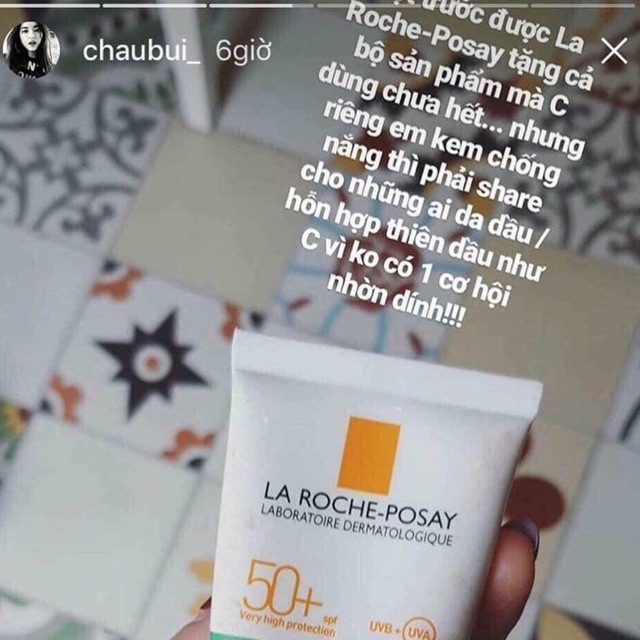 chaubui_ 6giờ
trước được La
Roche-Posay tặng cả
bộ sản phẩm mà C
dùng chưa hết... nhưng
riêng em kem chống
nắng thì phải share
cho những ai da dầu /
hỗn hợp thiên dầu như
C vì ko có 1 cơ hội
nhờn dính!!!
LA ROCHE-POSAY
LABORATOIRE DERMATOLOGIQUE
50+
spf
Very high protection
UVB + UVA